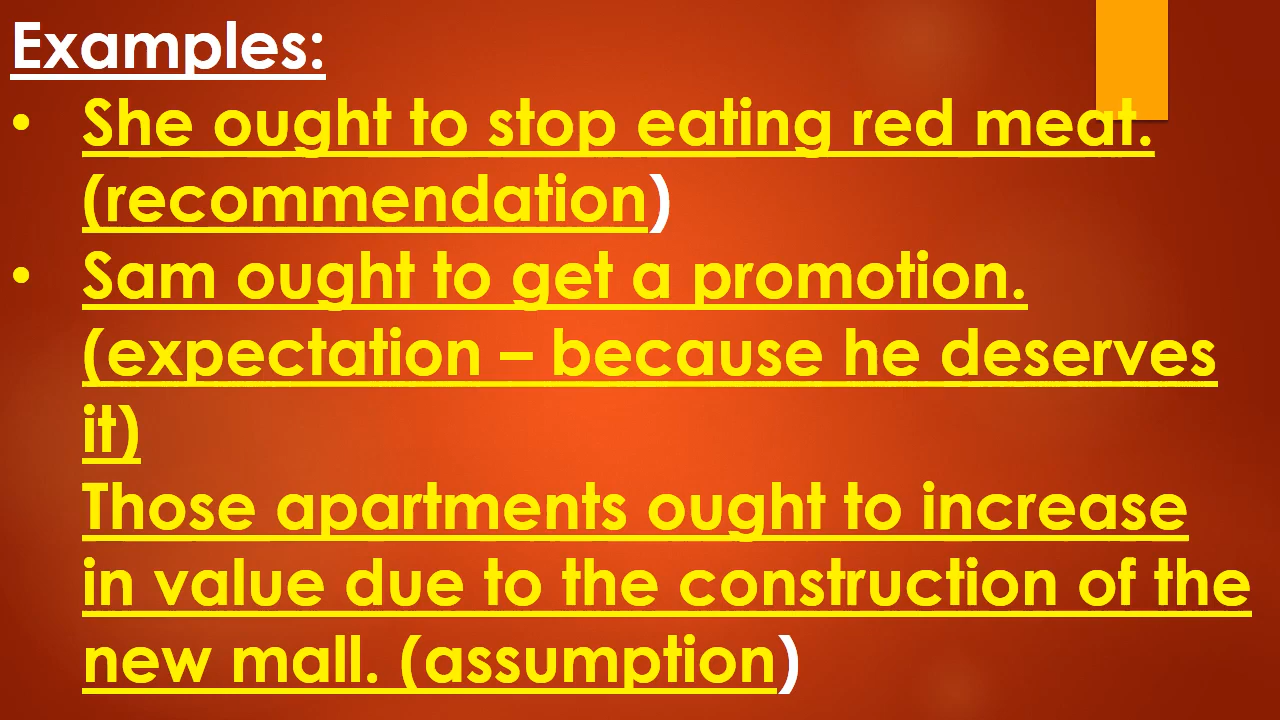 Examples:
• She ought to stop eating red meat.
(recommendation)
• Sam ought to get a promotion.
(expectation – because he deserves
it)
Those apartments ought to increase
in value due to the construction of the
new mall. (assumption)